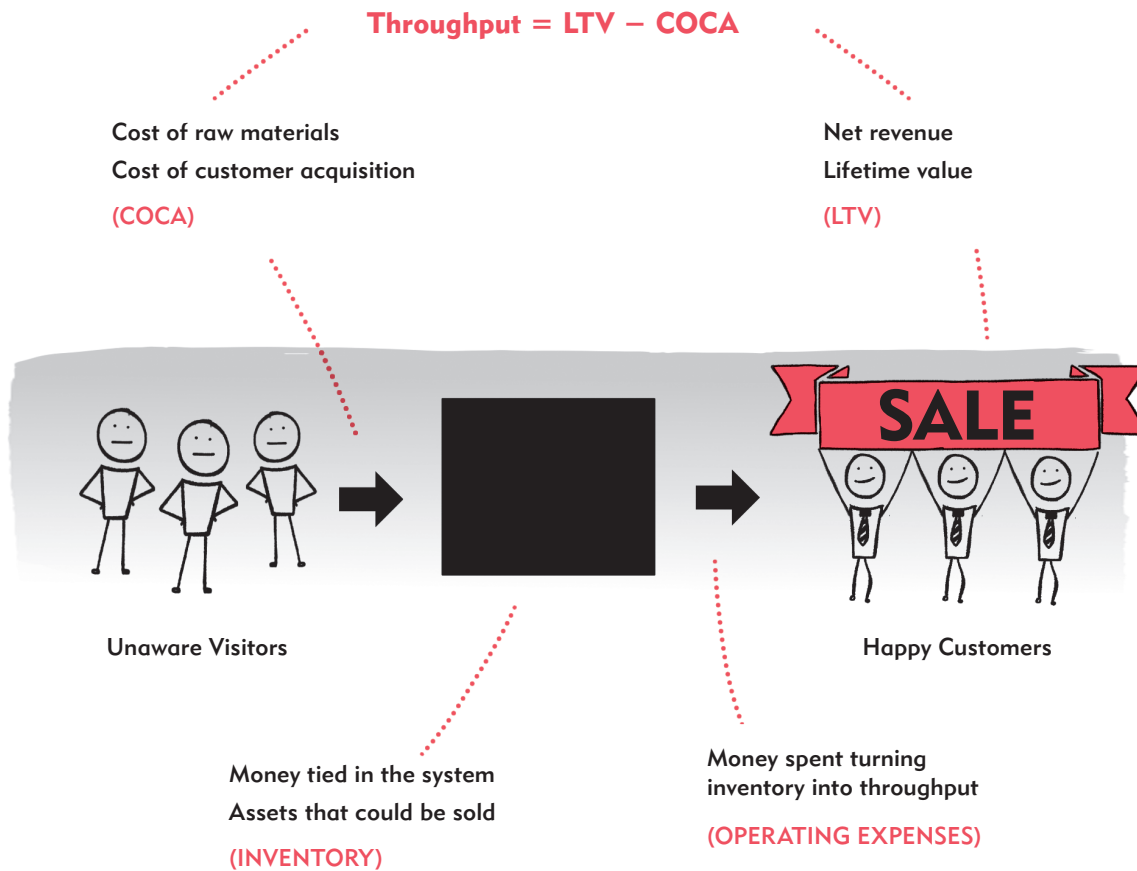 Throughput = LTV – COCA
Cost of raw materials
Cost of customer acquisition
(COCA)
Net revenue
Lifetime value
(LTV)
SALE
Unaware Visitors
Happy Customers
Money tied in the system
Assets that could be sold
(INVENTORY)
Money spent turning
inventory into throughput
(OPERATING EXPENSES)